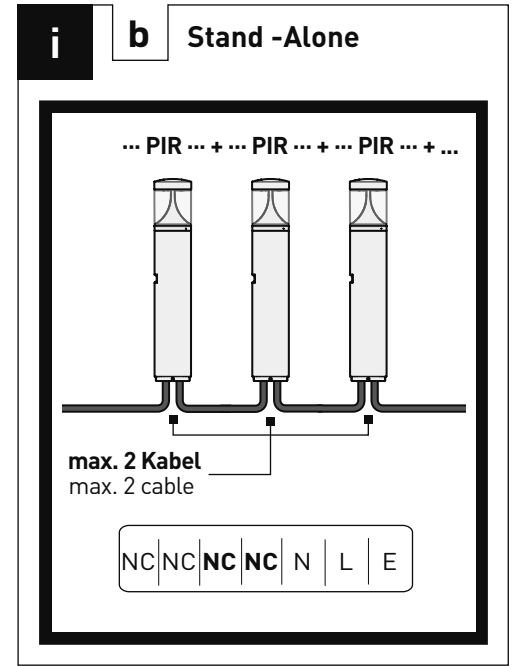 i b Stand -Alone
... PIR ... + ... PIR ... + ... PIR ... + ...
max. 2 Kabel
max. 2 cable
NC NC NC NC N L E